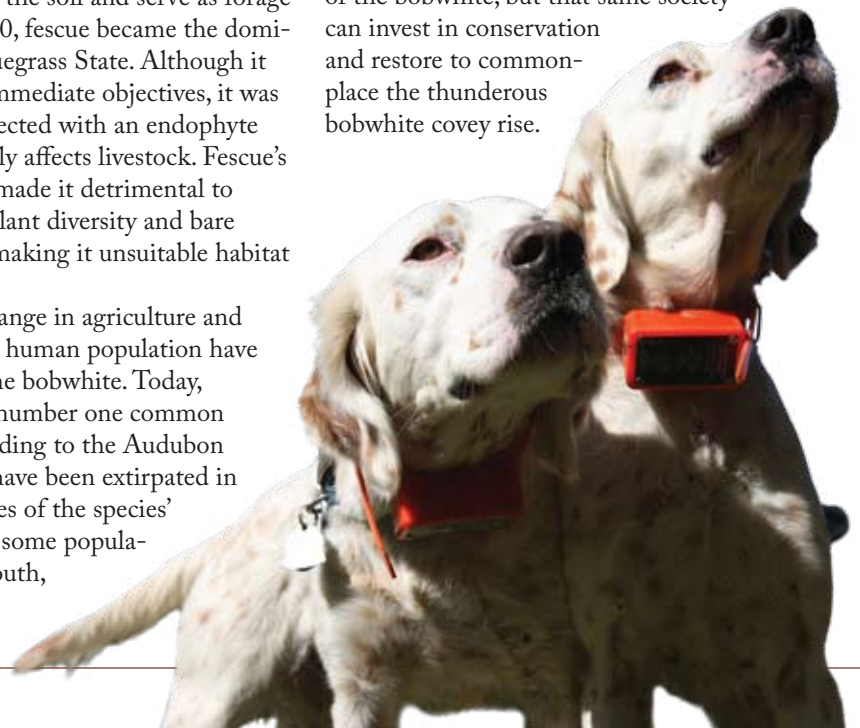 the soil and serve as forage
0, fescue became the domi-
uegrass State. Although it
mmediate objectives, it was
ected with an endophyte
ly affects livestock. Fescue’s
made it detrimental to
lant diversity and bare
making it unsuitable habitat
ange in agriculture and
human population have
he bobwhite. Today,
number one common
ding to the Audubon
have been extirpated in
es of the species’
some popula-
outh,
of the bobwhite, but that same society
can invest in conservation
and restore to common-
place the thunderous
bobwhite covey rise.